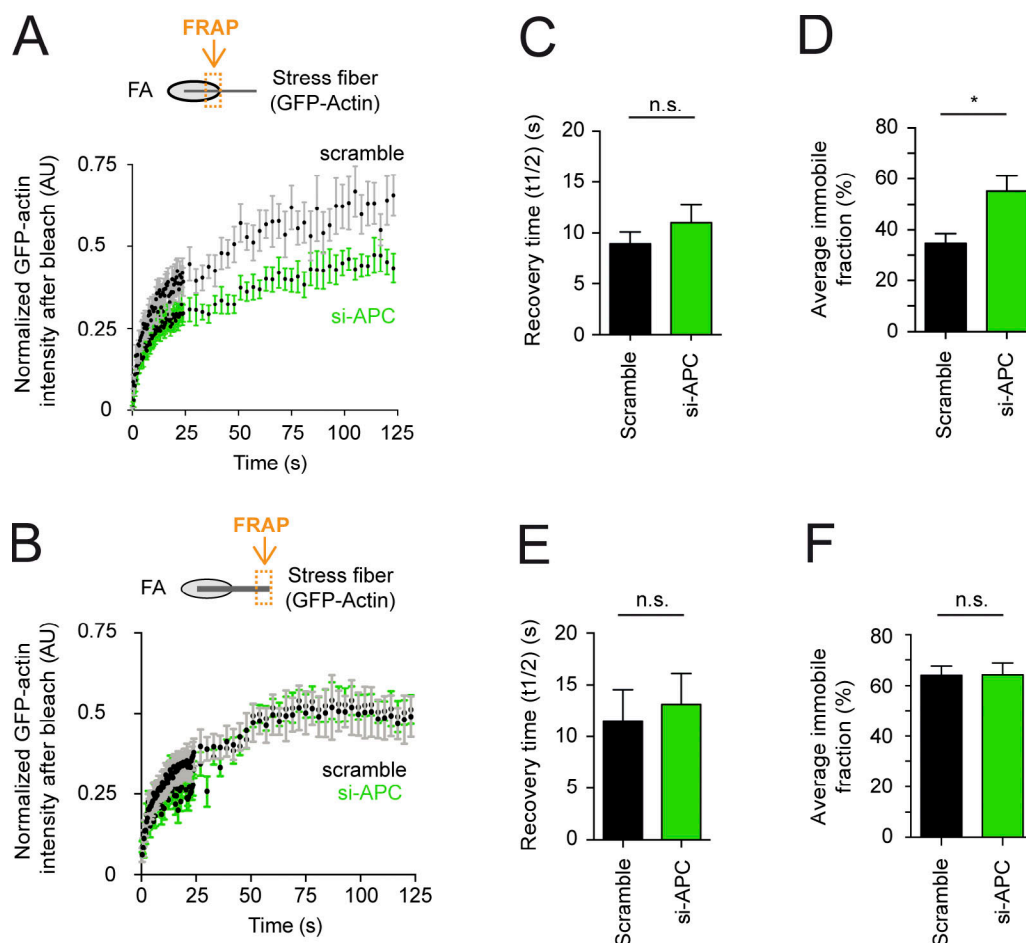 A
FRAP
FA
Stress fiber
(GFP-Actin)
Normalized GFP-actin
intensity after bleach (AU)
0.75
0.5
0.25
0
scramble
si-APC
0 25 50 75 100 125
Time (s)
C
n.s.
Recovery time (t1/2) (s)
20
15
10
5
0
Scramble
si-APC
D
*
Average immobile
fraction (%)
80
60
40
20
0
Scramble
si-APC
B
FRAP
FA
Stress fiber
(GFP-Actin)
Normalized GFP-actin
intensity after bleach (AU)
0.75
0.5
0.25
0
scramble
si-APC
0 25 50 75 100 125
Time (s)
E
n.s.
Recovery time (t1/2) (s)
20
15
10
5
0
Scramble
si-APC
F
n.s.
Average immobile
fraction (%)
80
60
40
20
0
Scramble
si-APC